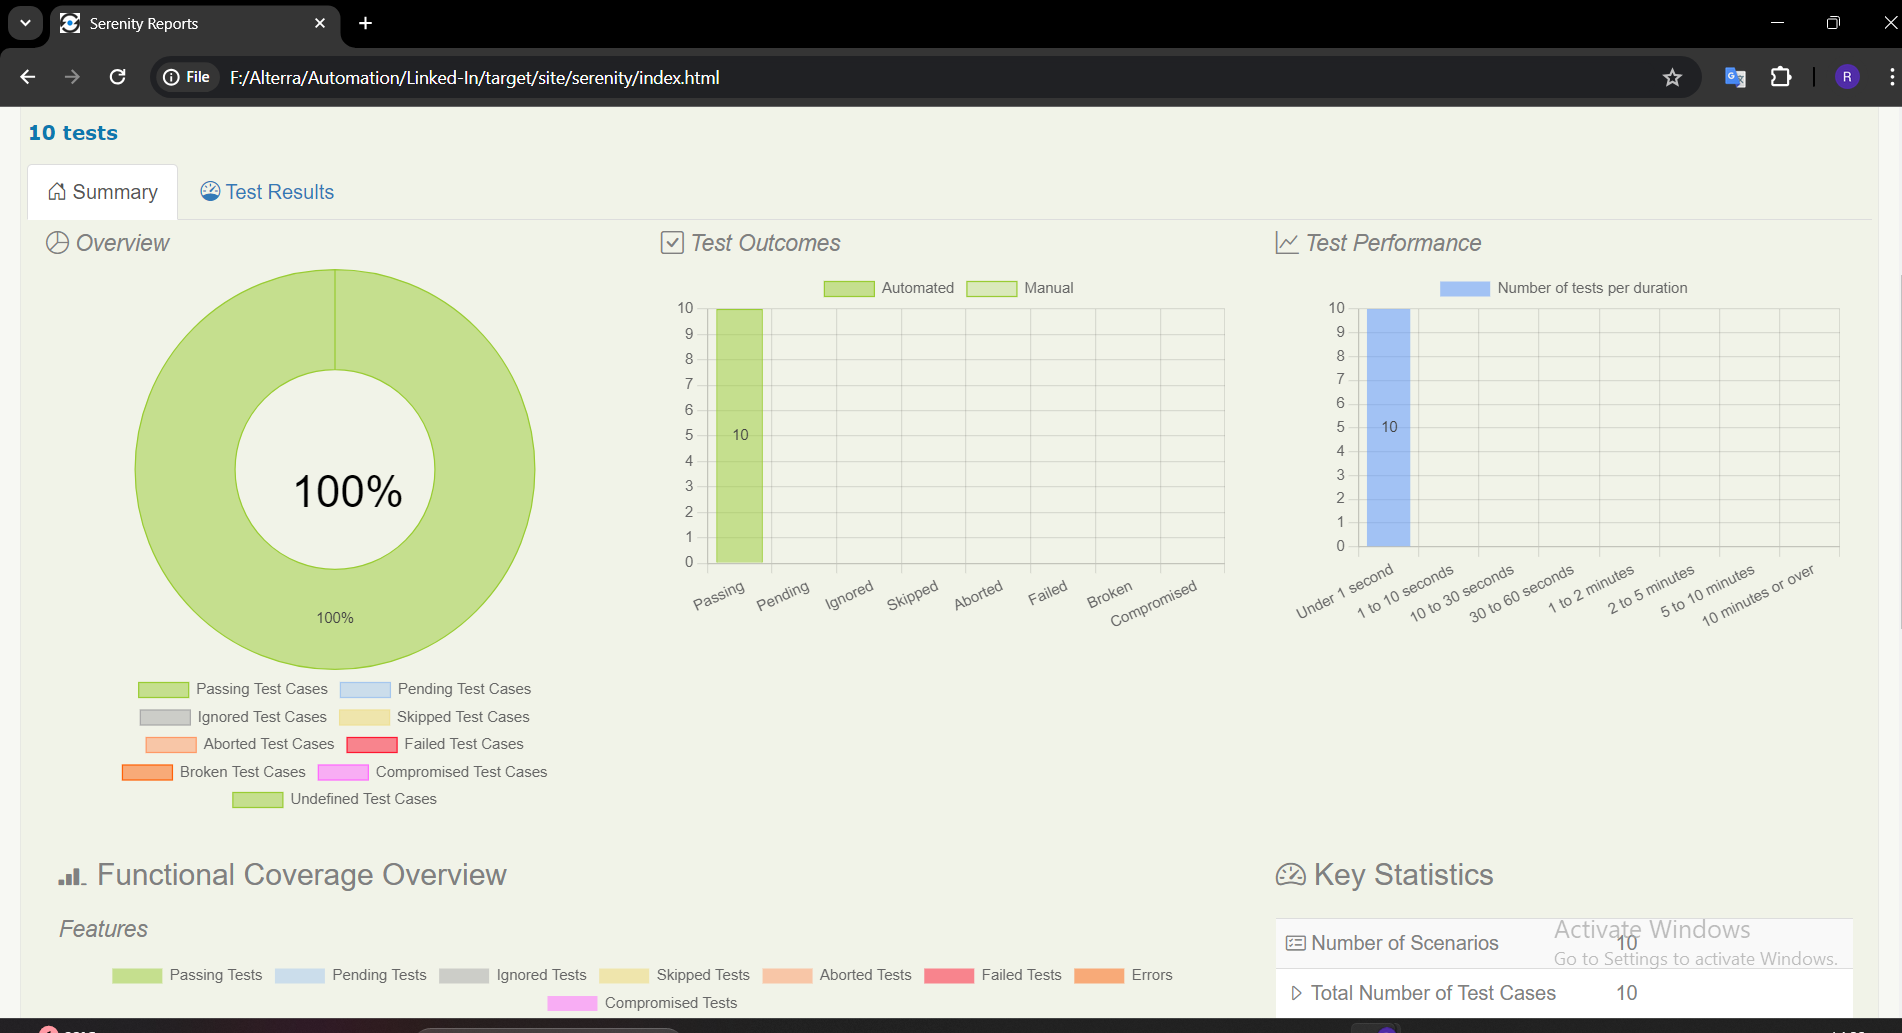 Serenity Reports
File
F:/Alterra/Automation/Linked-In/target/site/serenity/index.html
R
10 tests
Summary
Test Results
Overview
100%
100%
Passing Test Cases
Pending Test Cases
Ignored Test Cases
Skipped Test Cases
Aborted Test Cases
Failed Test Cases
Broken Test Cases
Compromised Test Cases
Undefined Test Cases
Test Outcomes
Automated
Manual
10
9
8
7
6
5
4
3
2
1
0
10
Passing
Pending
Ignored
Skipped
Aborted
Failed
Broken
Compromised
Test Performance
Number of tests per duration
10
9
8
7
6
5
4
3
2
1
0
10
Under 1 second
1 to 10 seconds
10 to 30 seconds
30 to 60 seconds
1 to 2 minutes
2 to 5 minutes
5 to 10 minutes
10 minutes or over
Functional Coverage Overview
Features
Passing Tests
Pending Tests
Ignored Tests
Skipped Tests
Aborted Tests
Failed Tests
Errors
Compromised Tests
Key Statistics
Number of Scenarios 10
Total Number of Test Cases 10
Activate Windows
Go to Settings to activate Windows.